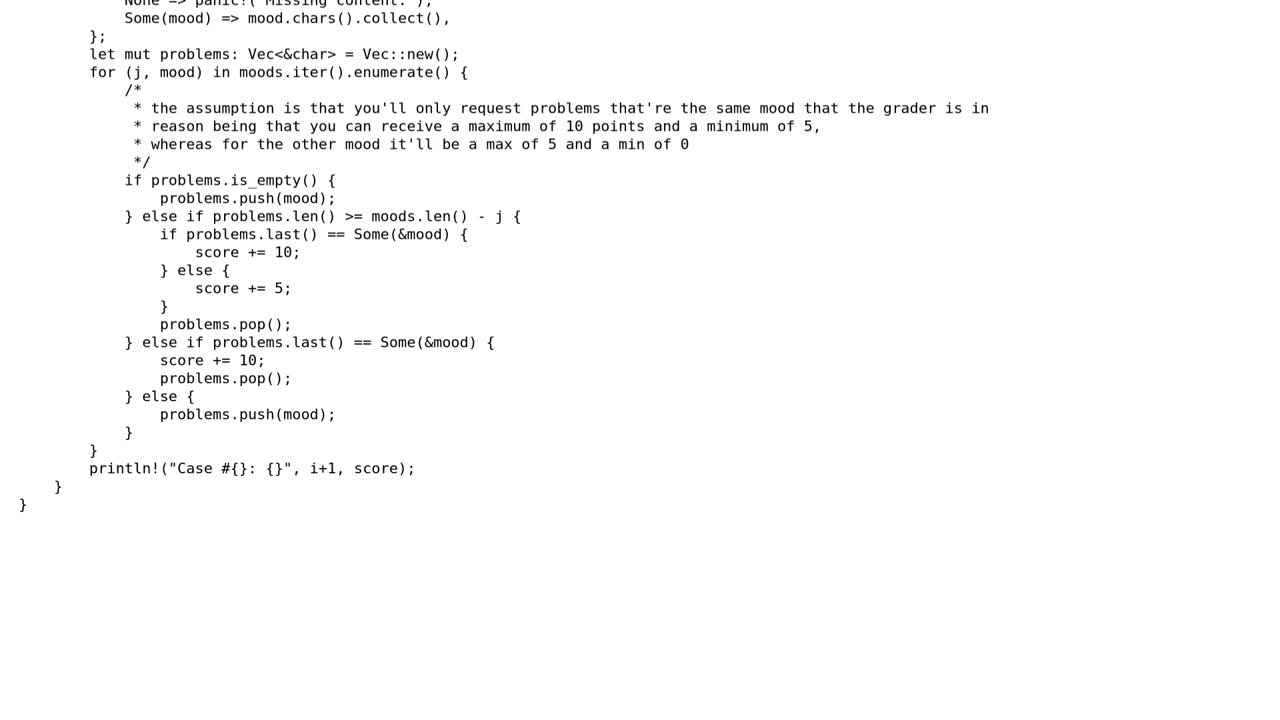 None => panic!("Missing content."),
Some(mood) => mood.chars().collect(),
};
let mut problems: Vec<&char> = Vec::new();
for (j, mood) in moods.iter().enumerate() {
/*
* the assumption is that you'll only request problems that're the same mood that the grader is in
* reason being that you can receive a maximum of 10 points and a minimum of 5,
* whereas for the other mood it'll be a max of 5 and a min of 0
*/
if problems.is_empty() {
problems.push(mood);
} else if problems.len() >= moods.len() - j {
if problems.last() == Some(&mood) {
score += 10;
} else {
score += 5;
}
problems.pop();
} else if problems.last() == Some(&mood) {
score += 10;
problems.pop();
} else {
problems.push(mood);
}
}
println!("Case #{}: {}", i+1, score);
}
}